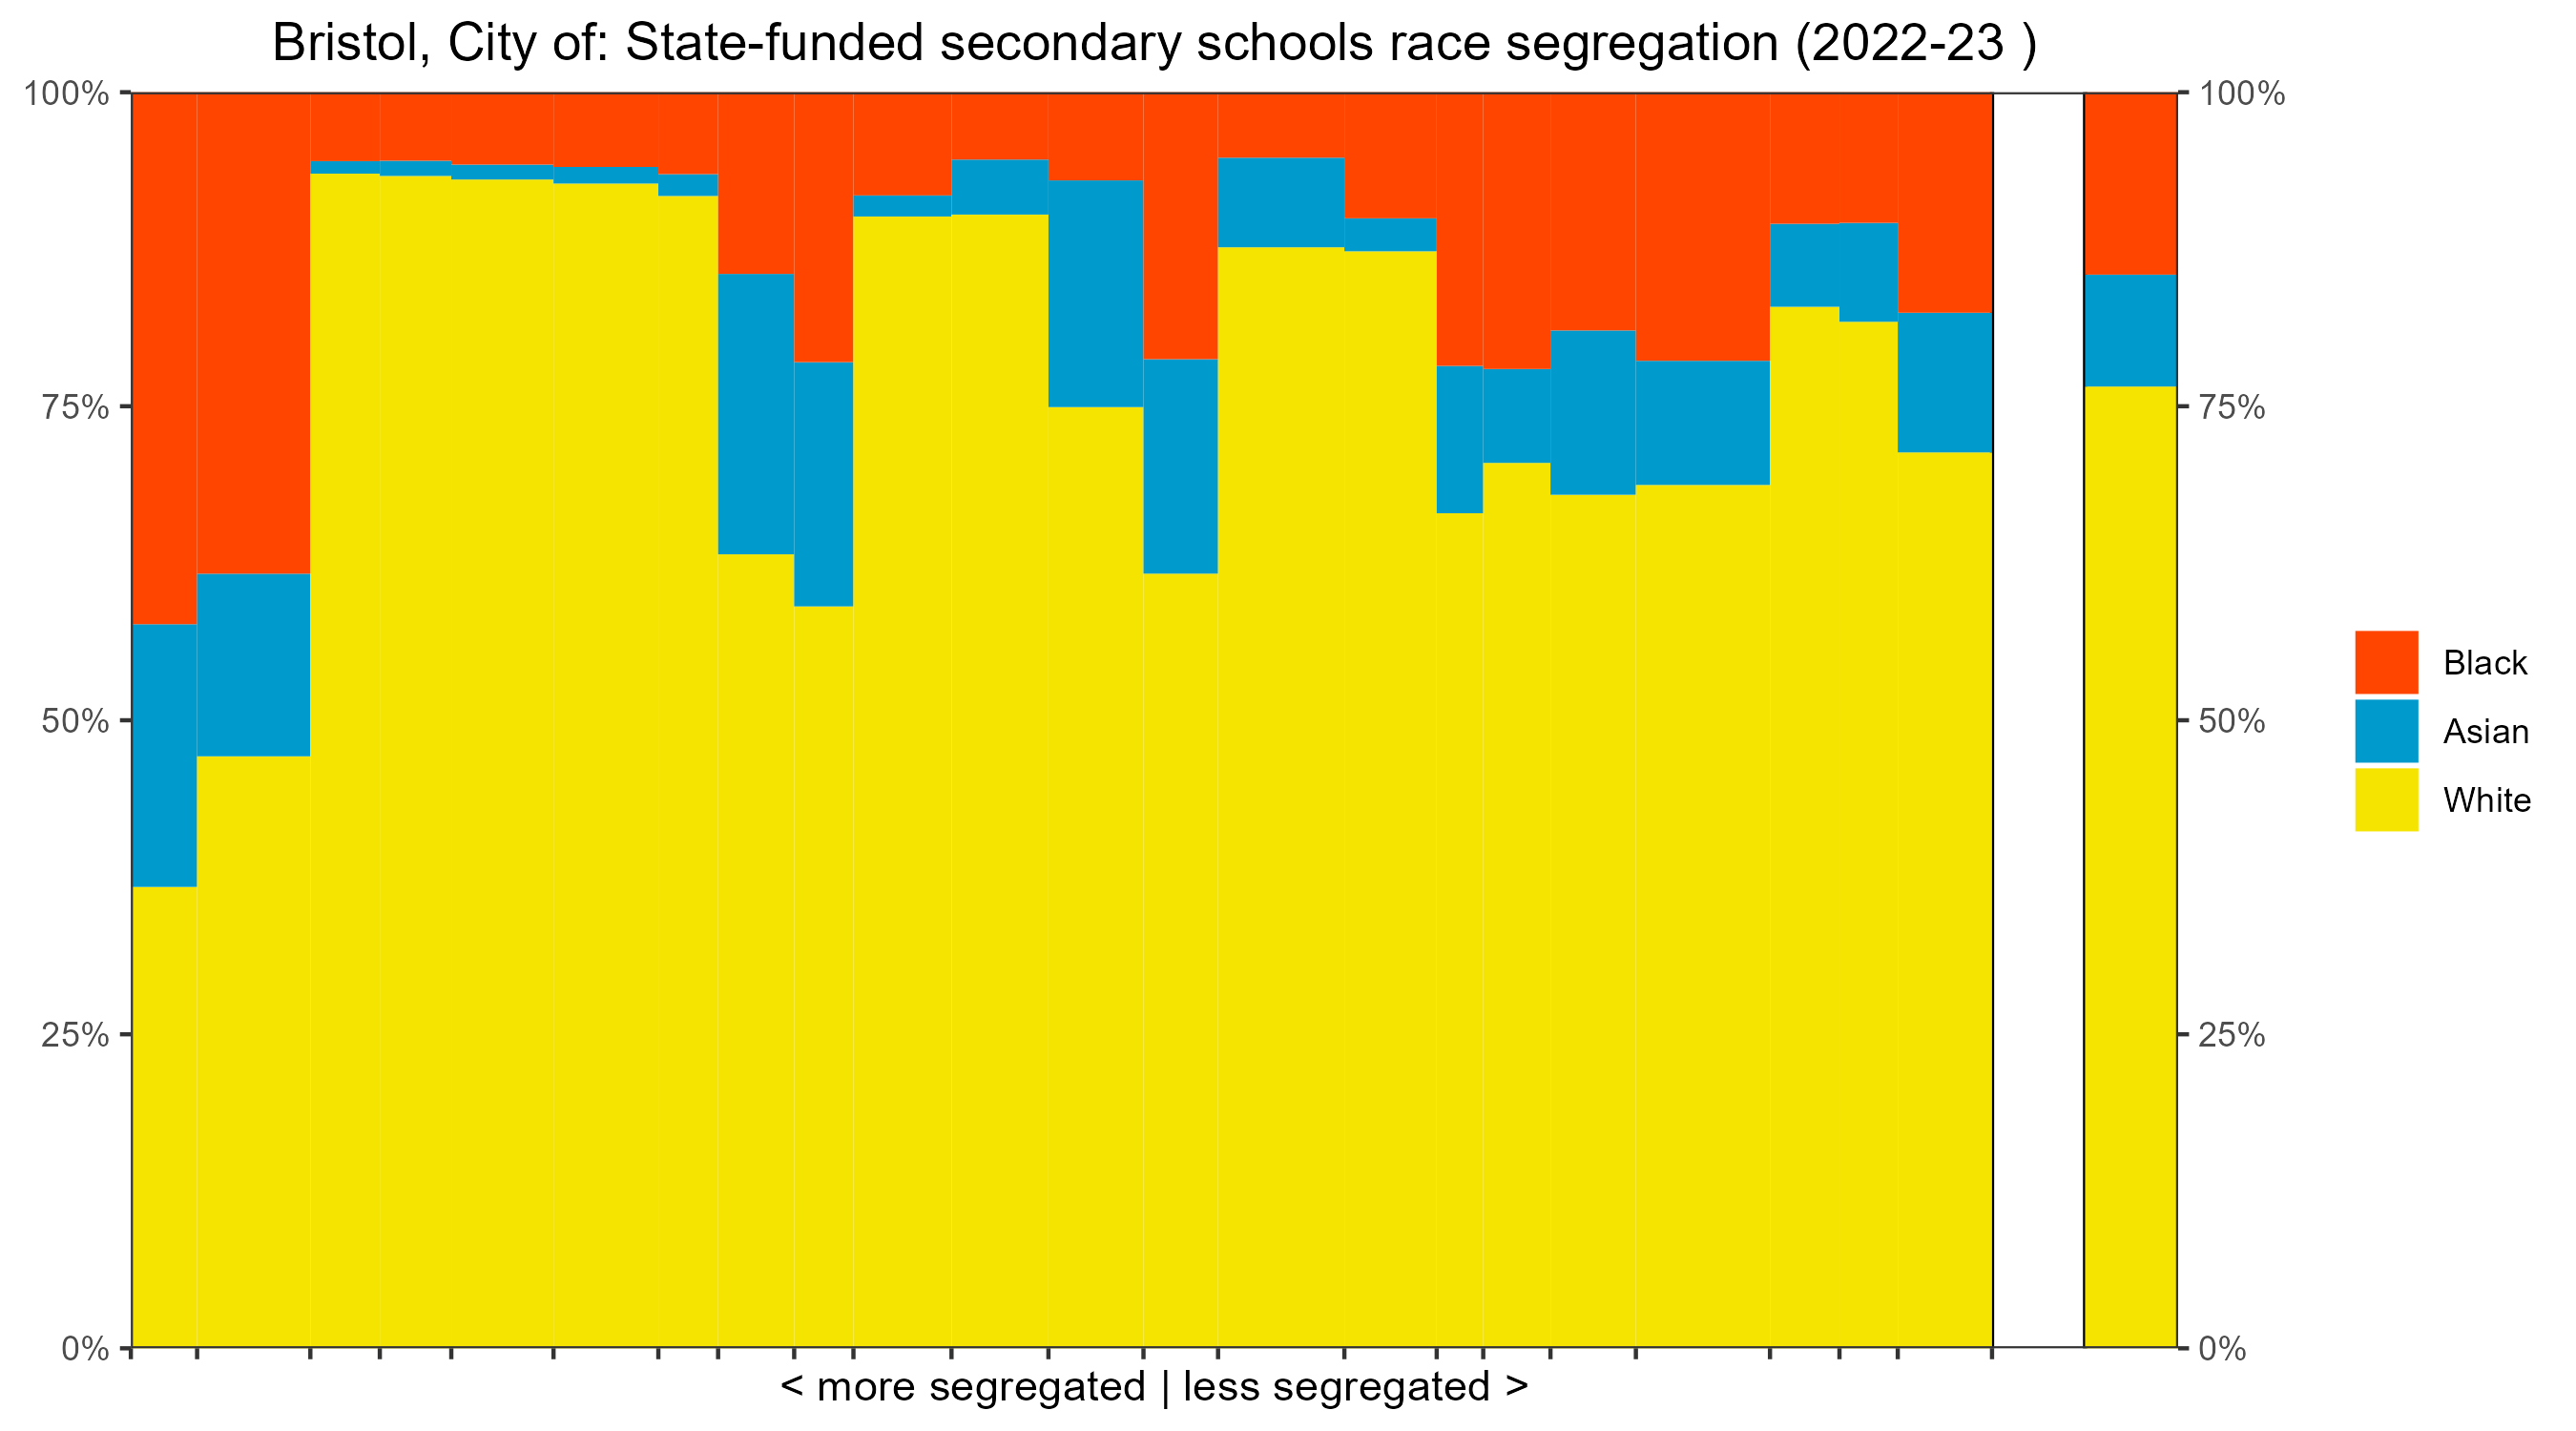 Bristol, City of: State-funded secondary schools race segregation (2022-23 )
100%
100%
75%
75%
50%
50%
25%
25%
0%
0%
Black
Asian
White
< more segregated | less segregated >